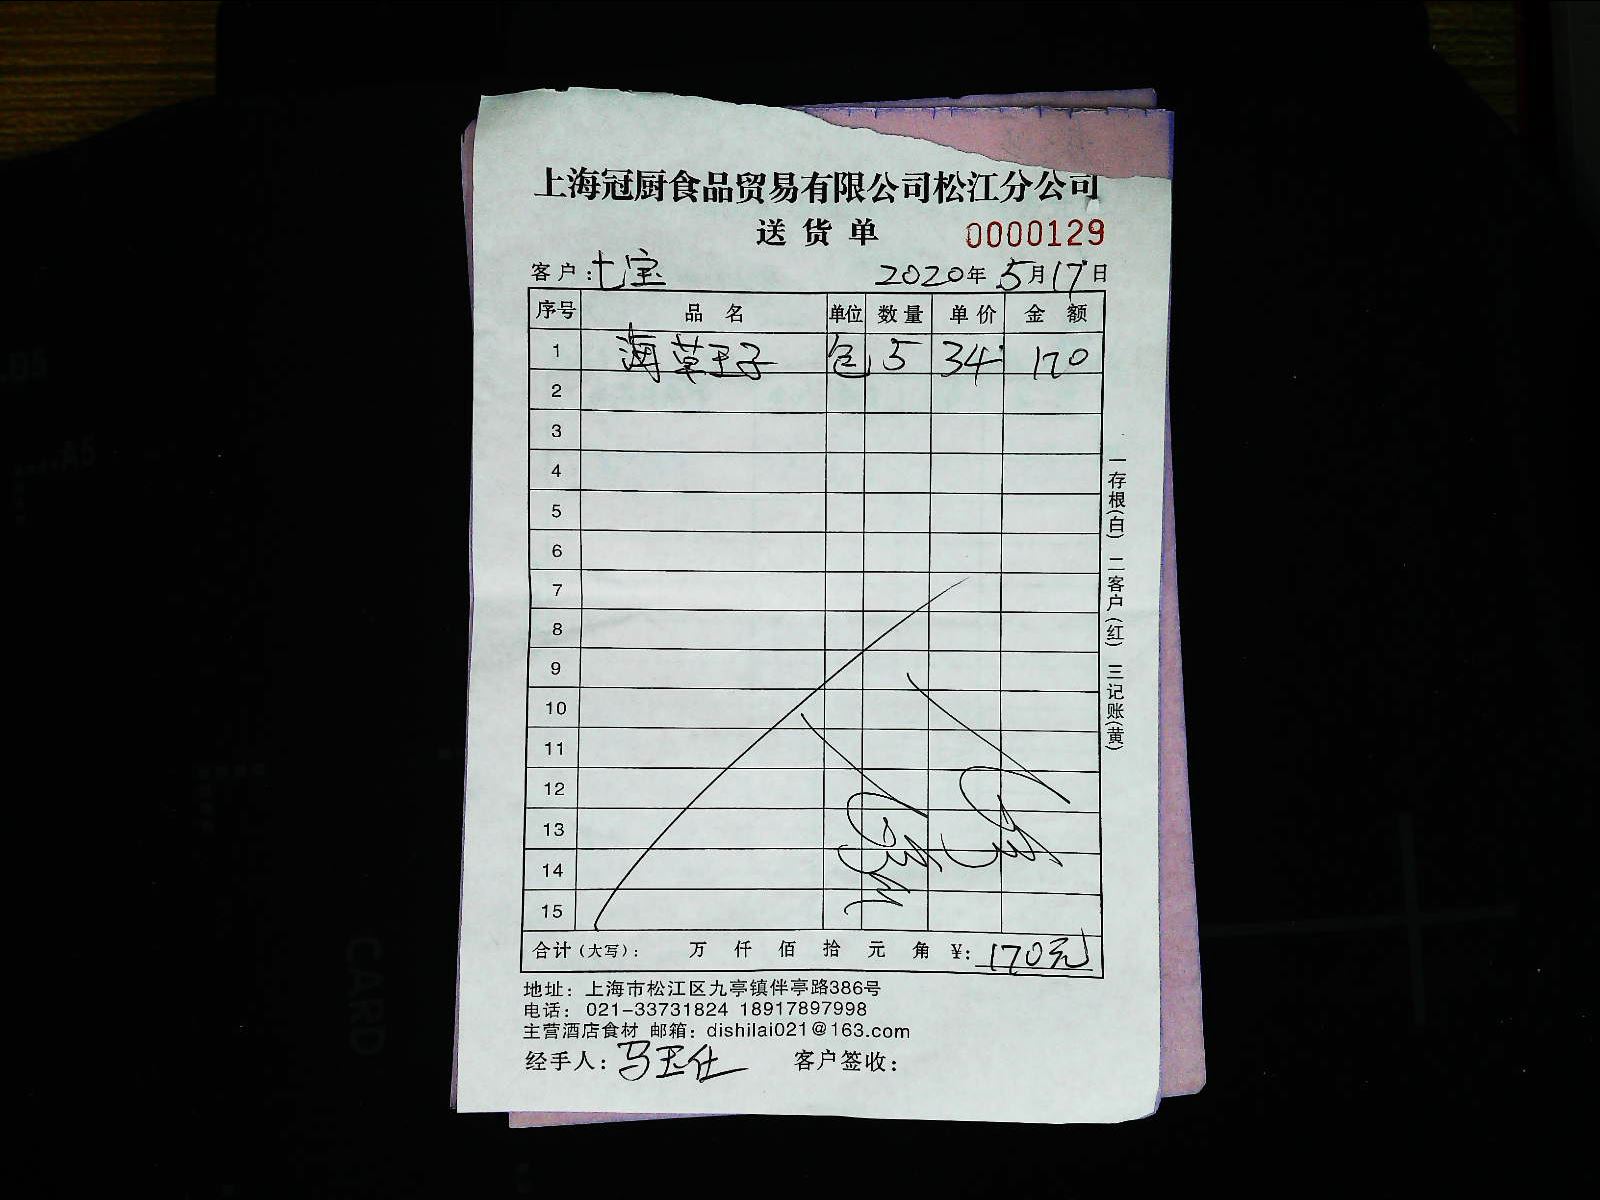 上海冠厨食品贸易有限公司松江分公司
送货单 0000129
客户:七宝 2020年5月17日
序号 品名 单位 数量 单价 金额
1 海草王子 包 5 34 170
2
3
4
5
6
7
8
9
10
11
12
13
14
15
合计(大写): 万 仟 佰 拾 元 角 ¥:170元
地址:上海市松江区九亭镇伴亭路386号
电话:021-33731824 18917897998
主营酒店食材 邮箱:dishilai021@163.com
经手人:马玉仕 客户签收:
一存根(白) 二客户(红) 三记账(黄)
A5
CARD